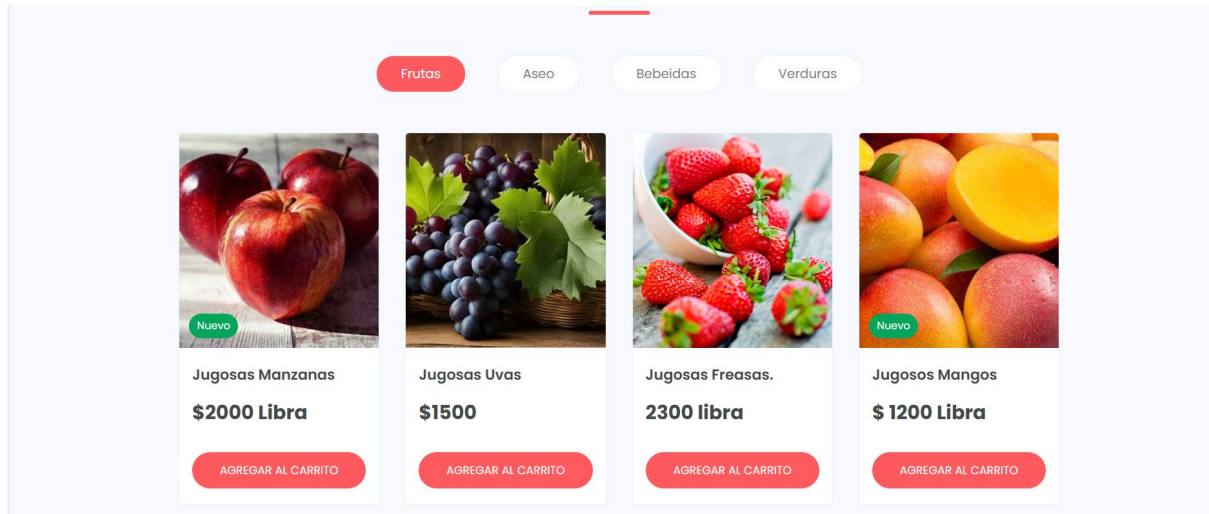 Frutas
Aseo
Bebeidas
Verduras
Nuevo
Nuevo
Jugosas Manzanas
Jugosas Uvas
Jugosas Freasas.
Jugosos Mangos
$2000 Libra
$1500
2300 libra
$ 1200 Libra
AGREGAR AL CARRITO
AGREGAR AL CARRITO
AGREGAR AL CARRITO
AGREGAR AL CARRITO